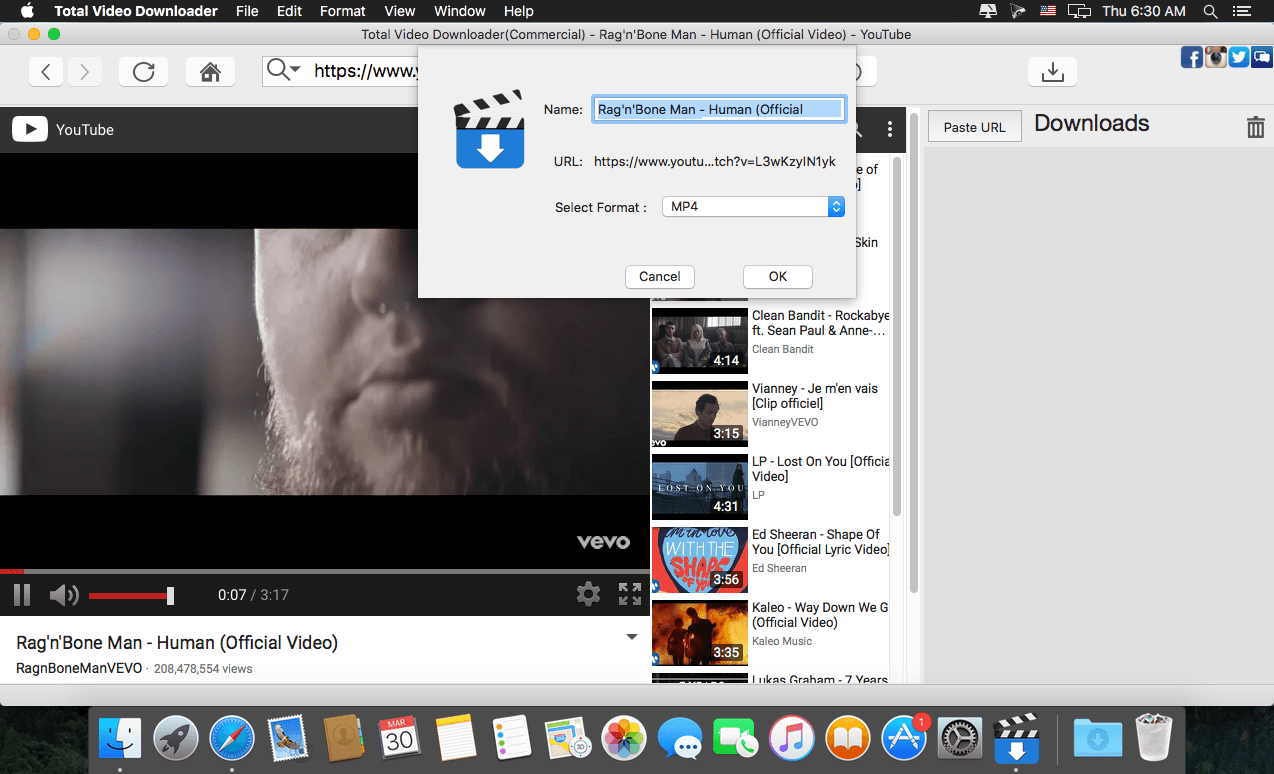 Total Video Downloader File Edit Format View Window Help Thu 6:30 AM
Total Video Downloader(Commercial) - Rag'n'Bone Man - Human (Official Video) - YouTube
https://www.y
Name: Rag'n'Bone Man - Human (Official
URL: https://www.youtu...tch?v=L3wKzyIN1yk
Select Format : MP4
Cancel OK
YouTube
Paste URL Downloads
e of
Skin
Clean Bandit - Rockabye
ft. Sean Paul & Anne-...
Clean Bandit
4:14
Vianney - Je m'en vais
[Clip officiel]
VianneyVEVO
3:15
evo
LP - Lost On You [Officia
Video]
LP
LOST ON YOU
4:31
Ed Sheeran - Shape Of
You [Official Lyric Video]
Ed Sheeran
I'M IN LOVE
WITH THE
SHAPE
OF
3:56
Kaleo - Way Down We G
(Official Video)
Kaleo Music
3:35
Lukas Graham - 7 Years
vevo
0:07 / 3:17
Rag'n'Bone Man - Human (Official Video)
RagnBoneManVEVO · 208,478,554 views
MAR
30
3D
1